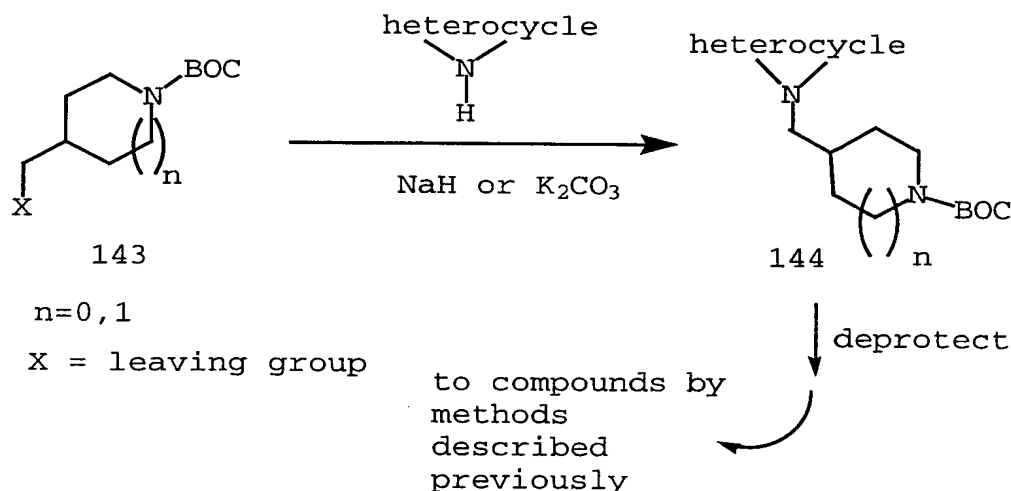 heterocycle
N
H
NaH or K₂CO₃
BOC
N
n
X
143
n=0,1
X = leaving group
heterocycle
N
N
BOC
n
144
deprotect
to compounds by
methods
described
previously